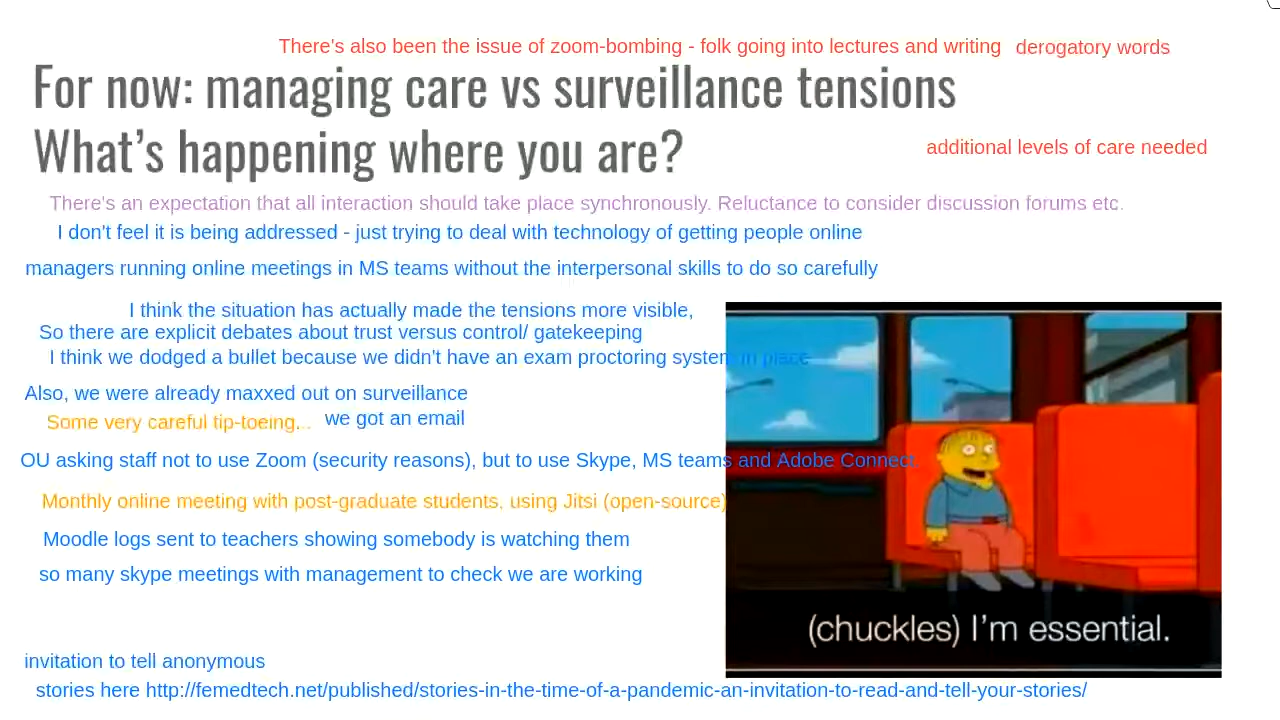 There's also been the issue of zoom-bombing - folk going into lectures and writing derogatory words
For now: managing care vs surveillance tensions
What's happening where you are?
additional levels of care needed
There's an expectation that all interaction should take place synchronously. Reluctance to consider discussion forums etc.
I don't feel it is being addressed - just trying to deal with technology of getting people online
managers running online meetings in MS teams without the interpersonal skills to do so carefully
I think the situation has actually made the tensions more visible,
So there are explicit debates about trust versus control/ gatekeeping
I think we dodged a bullet because we didn't have an exam proctoring system in place
Also, we were already maxxed out on surveillance
Some very careful tip-toeing...
we got an email
OU asking staff not to use Zoom (security reasons), but to use Skype, MS teams and Adobe Connect
Monthly online meeting with post-graduate students, using Jitsi (open-source)
Moodle logs sent to teachers showing somebody is watching them
so many skype meetings with management to check we are working
(chuckles) I'm essential.
invitation to tell anonymous
stories here http://femedtech.net/published/stories-in-the-time-of-a-pandemic-an-invitation-to-read-and-tell-your-stories/